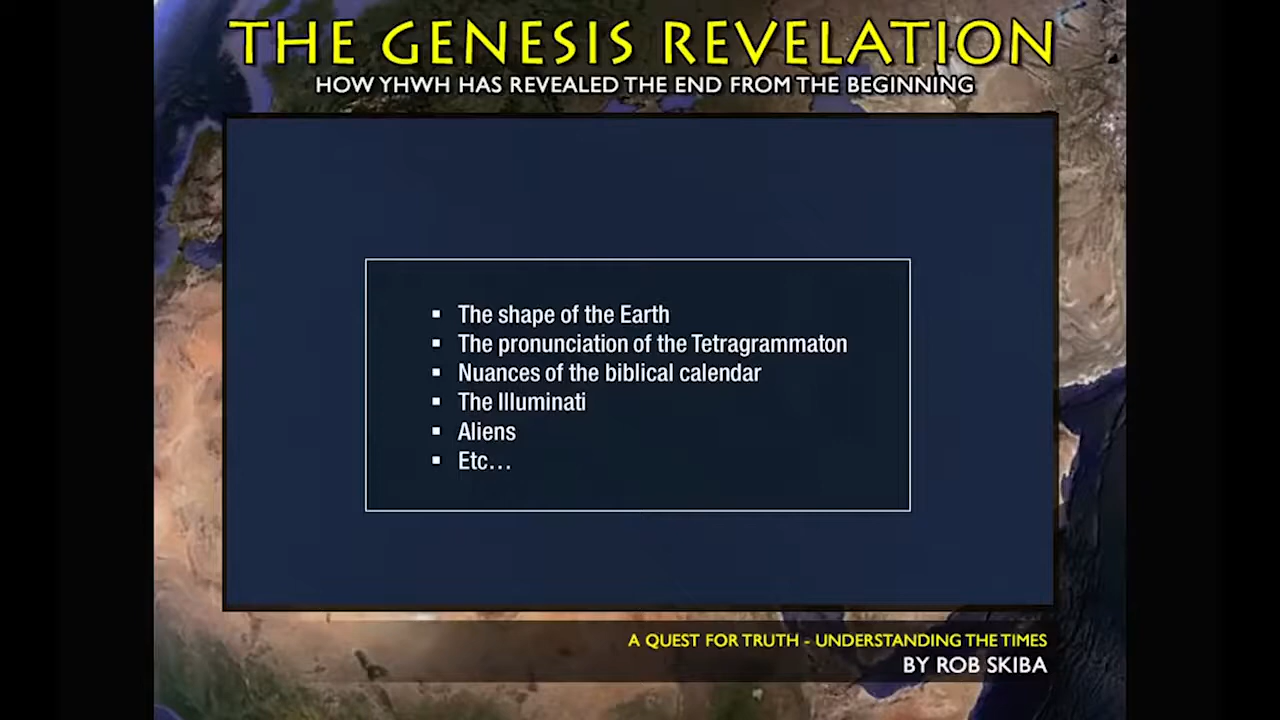 THE GENESIS REVELATION
HOW YHWH HAS REVEALED THE END FROM THE BEGINNING
▪ The shape of the Earth
▪ The pronunciation of the Tetragrammaton
▪ Nuances of the biblical calendar
▪ The Illuminati
▪ Aliens
▪ Etc...
A QUEST FOR TRUTH - UNDERSTANDING THE TIMES
BY ROB SKIBA